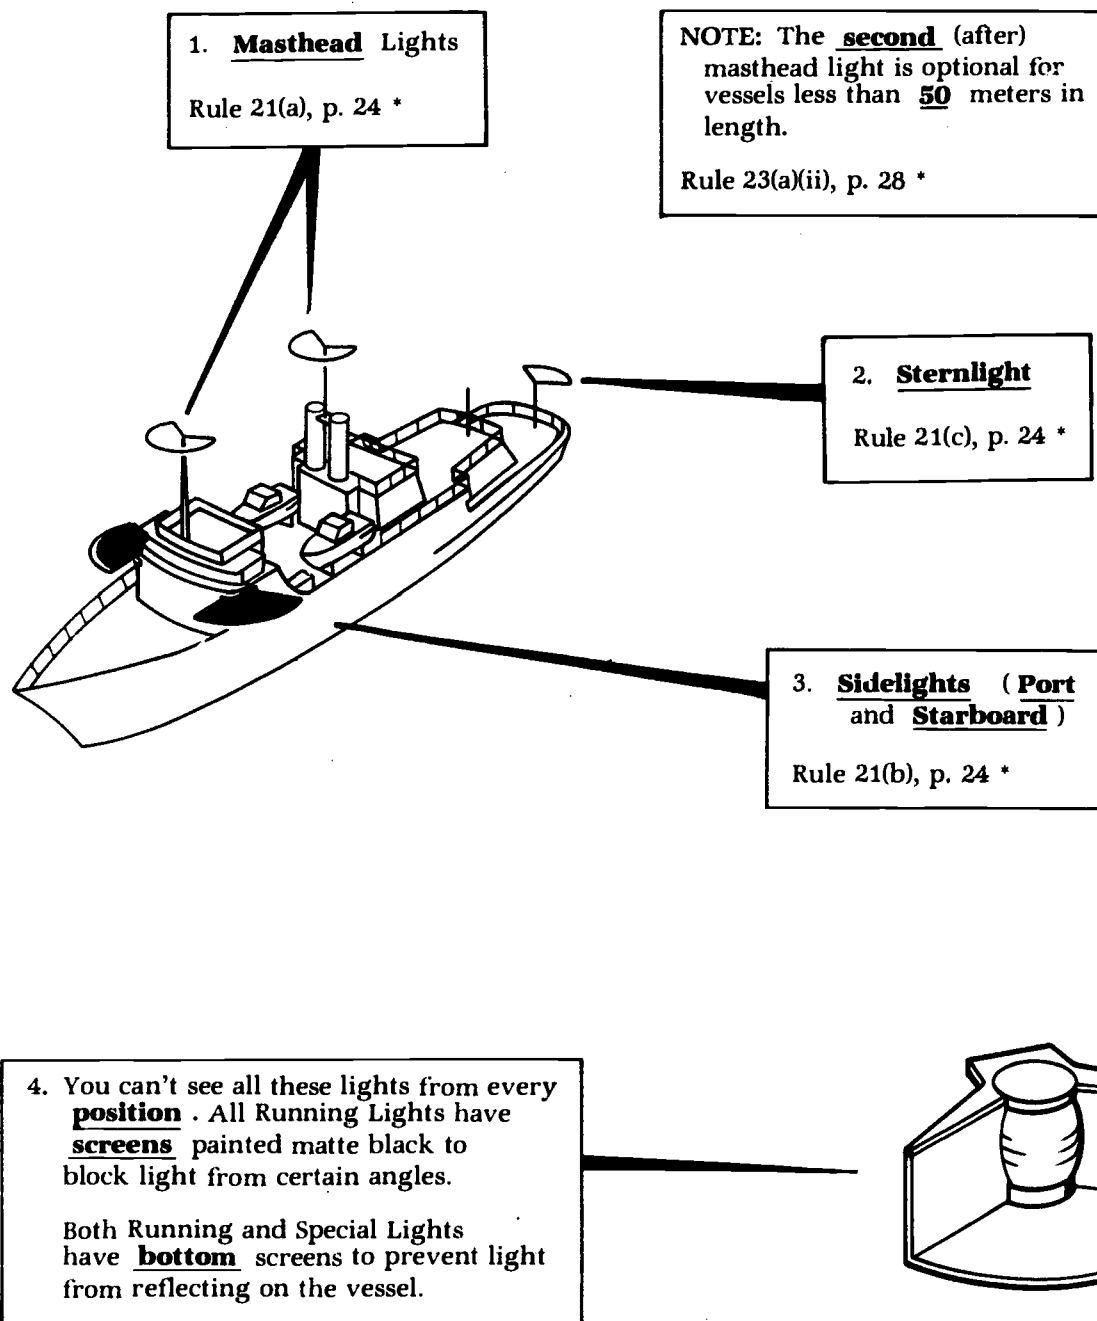 1. Masthead Lights
Rule 21(a), p. 24 *
NOTE: The second (after)
masthead light is optional for
vessels less than 50 meters in
length.
Rule 23(a)(ii), p. 28 *
2. Sternlight
Rule 21(c), p. 24 *
3. Sidelights (Port
and Starboard)
Rule 21(b), p. 24 *
4. You can't see all these lights from every
position. All Running Lights have
screens painted matte black to
block light from certain angles.
Both Running and Special Lights
have bottom screens to prevent light
from reflecting on the vessel.